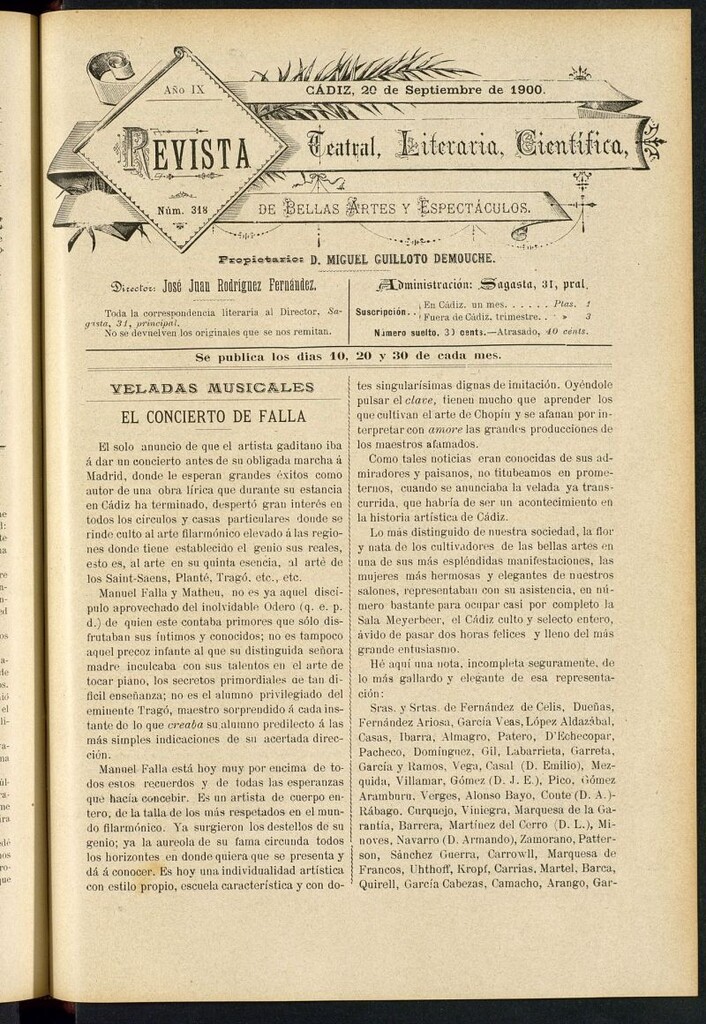 Año IX
CÁDIZ, 20 de Septiembre de 1900.
REVISTA
Teatral, Literaria, Científica,
Núm. 318
DE BELLAS ARTES Y ESPECTÁCULOS.
Propietario: D. MIGUEL GUILLOTO DEMOUCHE.
Director: José Juan Rodríguez Fernández.
Toda la correspondencia literaria al Director, Sa-
gasta, 31, principal.
No se devuelven los originales que se nos remitan.
Administración: Sagasta, 31, pral.
Suscripción.. En Cádiz. un mes. . . . . . Ptas. 1
Fuera de Cádiz, trimestre. . » 3
Número suelto, 30 cents.—Atrasado, 40 cents.
Se publica los dias 10, 20 y 30 de cada mes.
VELADAS MUSICALES
EL CONCIERTO DE FALLA
El solo anuncio de que el artista gaditano iba
á dar un concierto antes de su obligada marcha á
Madrid, donde le esperan grandes éxitos como
autor de una obra lírica que durante su estancia
en Cádiz ha terminado, despertó gran interés en
todos los circulos y casas particulares donde se
rinde culto al arte filarmónico elevado á las regio-
nes donde tiene establecido el genio sus reales,
esto es, al arte en su quinta esencia, al arté de
los Saint-Saens, Planté, Tragó, etc., etc.
Manuel Falla y Matheu, no es ya aquel discí-
pulo aprovechado del inolvidable Odero (q. e. p.
d.) de quien este contaba primores que sólo dis-
frutaban sus íntimos y conocidos; no es tampoco
aquel precoz infante al que su distinguida señora
madre inculcaba con sus talentos en el arte de
tocar piano, los secretos primordiales de tan di-
fícil enseñanza; no es el alumno privilegiado del
eminente Tragó, maestro sorprendido á cada ins-
tante de lo que creaba su alumno predilecto á las
más simples indicaciones de su acertada direc-
ción.
Manuel Falla está hoy muy por encima de to-
dos estos recuerdos y de todas las esperanzas
que hacía concebir. Es un artista de cuerpo en-
tero, de la talla de los mas respetados en el mun-
do filarmónico. Ya surgieron los destellos de su
genio; ya la aureola de su fama circunda todos
los horizontes en donde quiera que se presenta y
dá á conocer. Es hoy una individualidad artística
con estilo propio, escuela característica y con do-
tes singularísimas dignas de imitación. Oyéndole
pulsar el clave, tienen mucho que aprender los
que cultivan el arte de Chopín y se afanan por in-
terpretar con amore las grandes producciones de
los maestros afamados.
Como tales noticias eran conocidas de sus ad-
miradores y paisanos, no titubeamos en prome-
ternos, cuando se anunciaba la velada ya trans-
currida, que habría de ser un acontecimiento en
la historia artística de Cádiz.
Lo más distinguido de nuestra sociedad, la flor
y nata de los cultivadores de las bellas artes en
una de sus más espléndidas manifestaciones, las
mujeres más hermosas y elegantes de nuestros
salones, representaban con su asistencia, en nú-
mero bastante para ocupar casi por completo la
Sala Meyerbeer, el Cádiz culto y selecto entero,
ávido de pasar dos horas felices y lleno del más
grande entusiasmo.
Hé aquí una nota, incompleta seguramente, de
lo más gallardo y elegante de esa represénta-
ción:
Sras. y Srtas. de Fernández de Celis, Dueñas,
Fernández Ariosa, García Veas, López Aldazábal,
Casas, Ibarra, Almagro, Patero, D'Echecopar,
Pacheco, Domínguez, Gil, Labarrieta, Garreta,
García y Ramos, Vega, Casal (D. Emilio), Mez-
quida, Villamar, Gómez (D. J. E.), Pico, Gómez
Aramburu, Verges, Alonso Bayo, Conte (D. A.)-
Rábago, Curquejo, Viniegra, Marquesa de la Ga-
rantía, Barrera, Martínez del Cerro (D. L.), Mi-
noves, Navarro (D. Armando), Zamorano, Patter-
son, Sánchez Guerra, Carrowll, Marquesa de
Francos, Uhthoff, Kropf, Carrias, Martel, Barca,
Quirell, García Cabezas, Camacho, Arango, Gar-